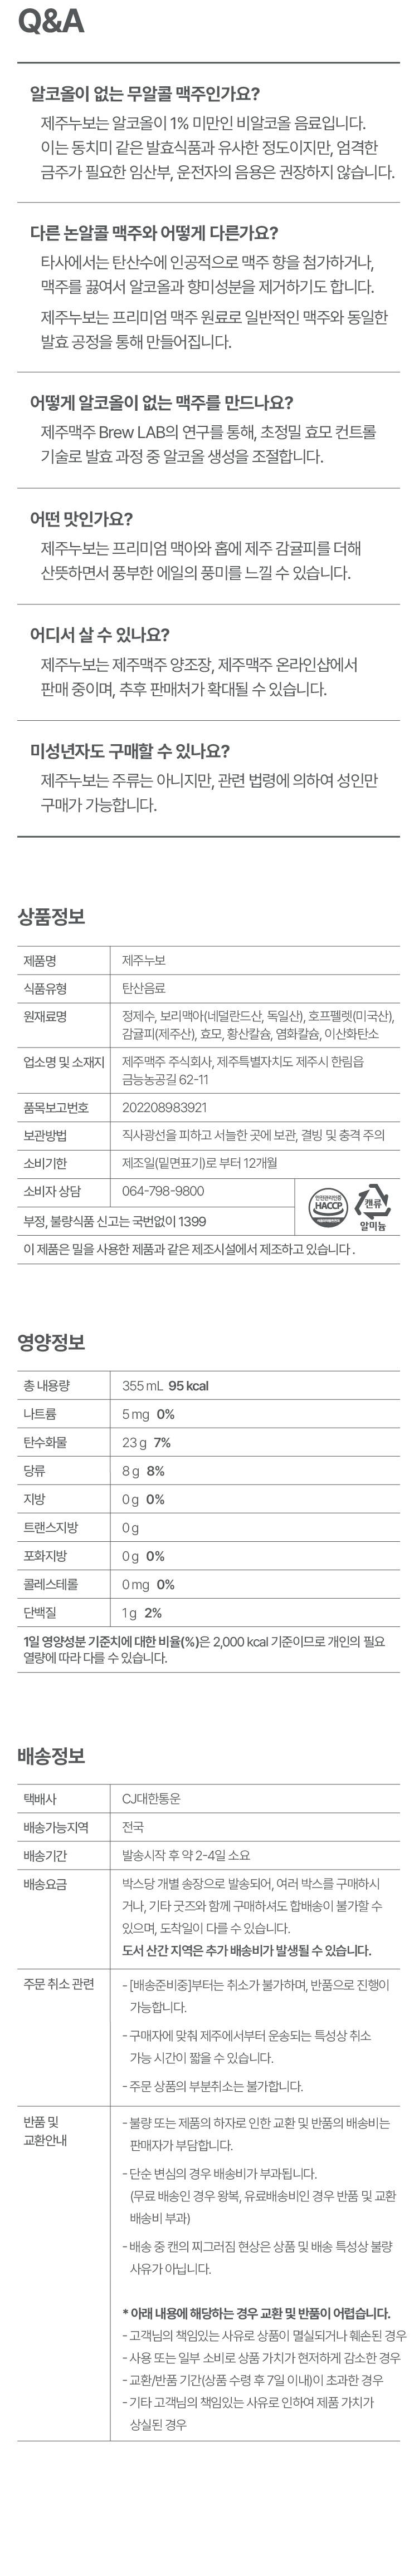 Q&A
알코올이 없는 무알콜 맥주인가요?
제주누보는 알코올이 1% 미만인 비알코올 음료입니다.
이는 동치미 같은 발효식품과 유사한 정도이지만, 엄격한
금주가 필요한 임산부, 운전자의 음용은 권장하지 않습니다.
다른 논알콜 맥주와 어떻게 다른가요?
타사에서는 탄산수에 인공적으로 맥주 향을 첨가하거나,
맥주를 끓여서 알코올과 향미성분을 제거하기도 합니다.
제주누보는 프리미엄 맥주 원료로 일반적인 맥주와 동일한
발효 공정을 통해 만들어집니다.
어떻게 알코올이 없는 맥주를 만드나요?
제주맥주 Brew LAB의 연구를 통해, 초정밀 효모 컨트롤
기술로 발효 과정 중 알코올 생성을 조절합니다.
어떤 맛인가요?
제주누보는 프리미엄 맥아와 홉에 제주 감귤피를 더해
산뜻하면서 풍부한 에일의 풍미를 느낄 수 있습니다.
어디서 살 수 있나요?
제주누보는 제주맥주 양조장, 제주맥주 온라인샵에서
판매 중이며, 추후 판매처가 확대될 수 있습니다.
미성년자도 구매할 수 있나요?
제주누보는 주류는 아니지만, 관련 법령에 의하여 성인만
구매가 가능합니다.
상품정보
제품명 제주누보
식품유형 탄산음료
원재료명 정제수, 보리맥아(네덜란드산, 독일산), 호프펠렛(미국산),
감귤피(제주산), 효모, 황산칼슘, 염화칼슘, 이산화탄소
업소명 및 소재지 제주맥주 주식회사, 제주특별자치도 제주시 한림읍
금능농공길 62-11
품목보고번호 202208983921
보관방법 직사광선을 피하고 서늘한 곳에 보관, 결빙 및 충격 주의
소비기한 제조일(밑면표기)로 부터 12개월
소비자 상담 064-798-9800
부정, 불량식품 신고는 국번없이 1399
안전관리인증
HACCP
캔류
알미늄
이 제품은 밀을 사용한 제품과 같은 제조시설에서 제조하고 있습니다 .
영양정보
총 내용량 355 mL 95 kcal
나트륨 5 mg 0%
탄수화물 23 g 7%
당류 8 g 8%
지방 0 g 0%
트랜스지방 0 g
포화지방 0 g 0%
콜레스테롤 0 mg 0%
단백질 1 g 2%
1일 영양성분 기준치에 대한 비율(%)은 2,000 kcal 기준이므로 개인의 필요
열량에 따라 다를 수 있습니다.
배송정보
택배사 CJ대한통운
배송가능지역 전국
배송기간 발송시작 후 약 2-4일 소요
배송요금 박스당 개별 송장으로 발송되어, 여러 박스를 구매하시
거나, 기타 굿즈와 함께 구매하셔도 합배송이 불가할 수
있으며, 도착일이 다를 수 있습니다.
도서 산간 지역은 추가 배송비가 발생될 수 있습니다.
주문 취소 관련 - [배송준비중]부터는 취소가 불가하며, 반품으로 진행이
가능합니다.
- 구매자에 맞춰 제주에서부터 운송되는 특성상 취소
가능 시간이 짧을 수 있습니다.
- 주문 상품의 부분취소는 불가합니다.
반품 및
교환안내
- 불량 또는 제품의 하자로 인한 교환 및 반품의 배송비는
판매자가 부담합니다.
- 단순 변심의 경우 배송비가 부과됩니다.
(무료 배송인 경우 왕복, 유료배송비인 경우 반품 및 교환
배송비 부과)
- 배송 중 캔의 찌그러짐 현상은 상품 및 배송 특성상 불량
사유가 아닙니다.
* 아래 내용에 해당하는 경우 교환 및 반품이 어렵습니다.
- 고객님의 책임있는 사유로 상품이 멸실되거나 훼손된 경우
- 사용 또는 일부 소비로 상품 가치가 현저하게 감소한 경우
- 교환/반품 기간(상품 수령 후 7일 이내)이 초과한 경우
- 기타 고객님의 책임있는 사유로 인하여 제품 가치가
상실된 경우